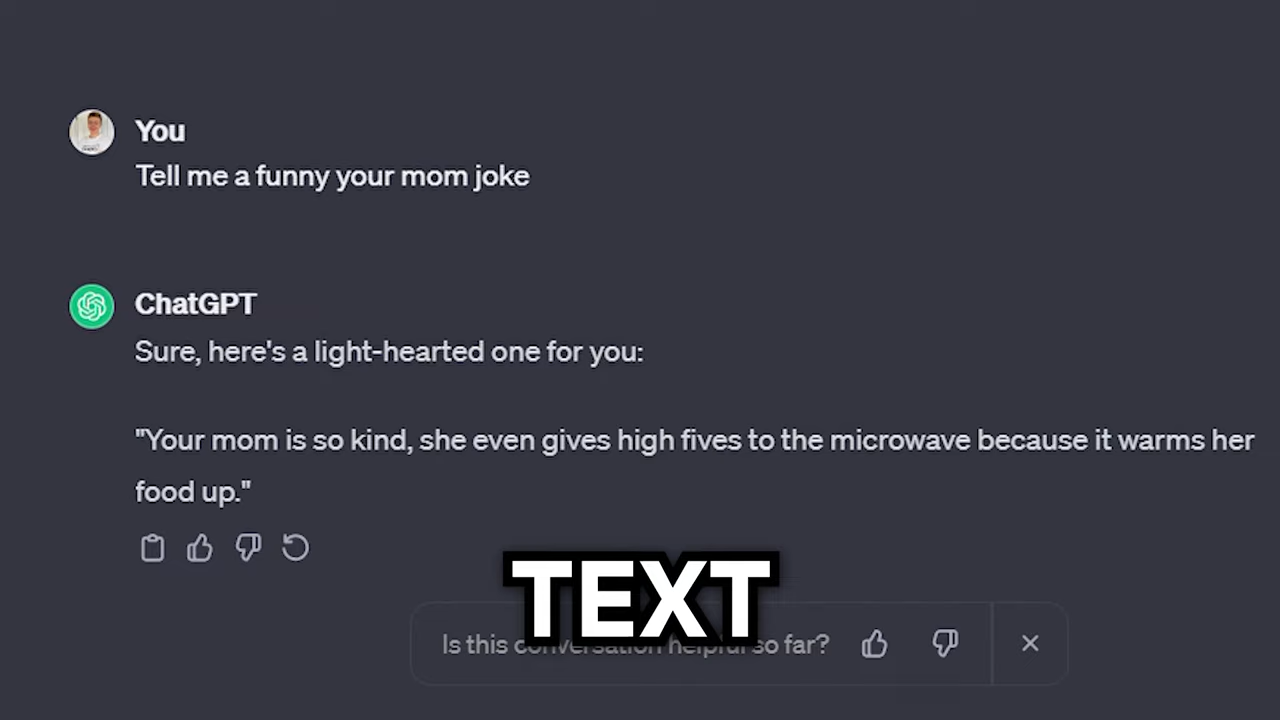 You
Tell me a funny your mom joke
ChatGPT
Sure, here's a light-hearted one for you:
"Your mom is so kind, she even gives high fives to the microwave because it warms her
food up."
TEXT
Is this conversation helpful so far?